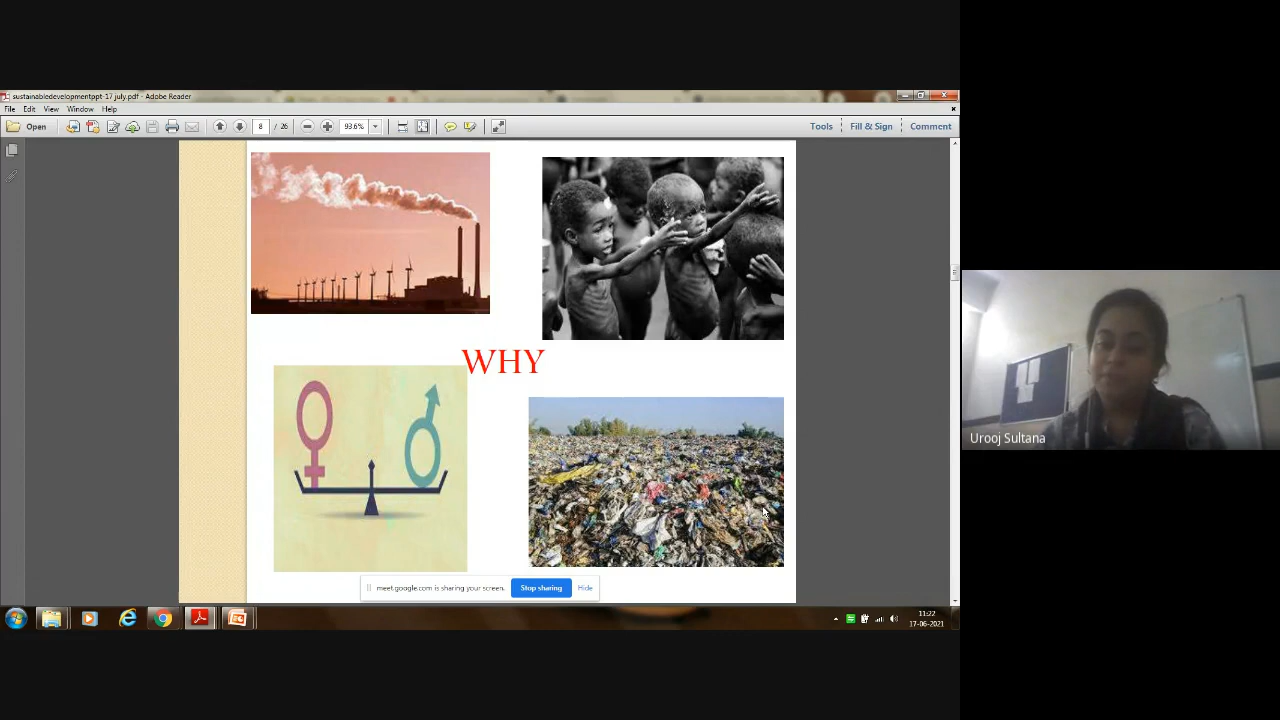 sustainabledevelopmentppt-17 july.pdf - Adobe Reader
File Edit View Window Help
Open 8 / 26 93.6% Tools Fill & Sign Comment
WHY
Urooj Sultana
meet.google.com is sharing your screen. Stop sharing Hide
11:22
17-06-2021